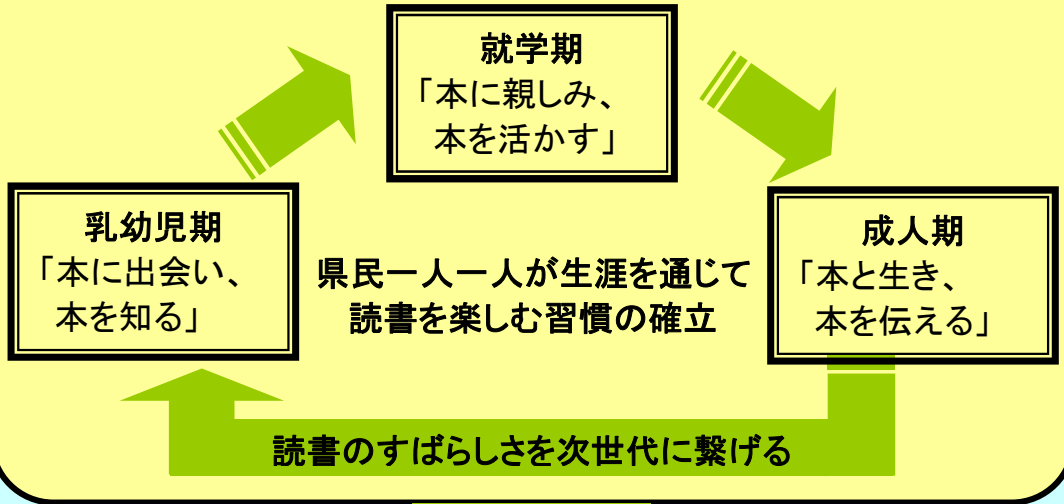 就学期
「本に親しみ、
本を活かす」
乳幼児期
「本に出会い、
本を知る」
県民一人一人が生涯を通じて
読書を楽しむ習慣の確立
成人期
「本と生き、
本を伝える」
読書のすばらしさを次世代に繋げる